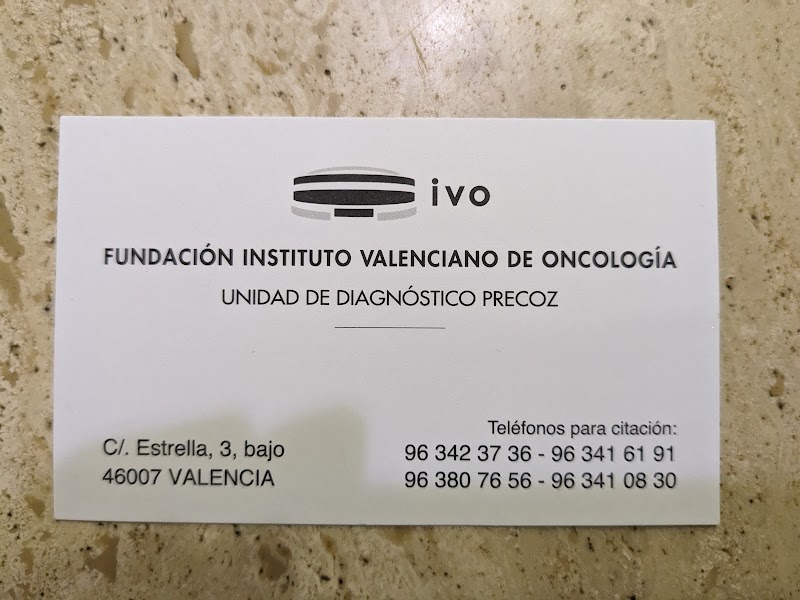 ivo
FUNDACIÓN INSTITUTO VALENCIANO DE ONCOLOGÍA
UNIDAD DE DIAGNÓSTICO PRECOZ
C/. Estrella, 3, bajo
46007 VALENCIA
Teléfonos para citación:
96 342 37 36 - 96 341 61 91
96 380 76 56 - 96 341 08 30